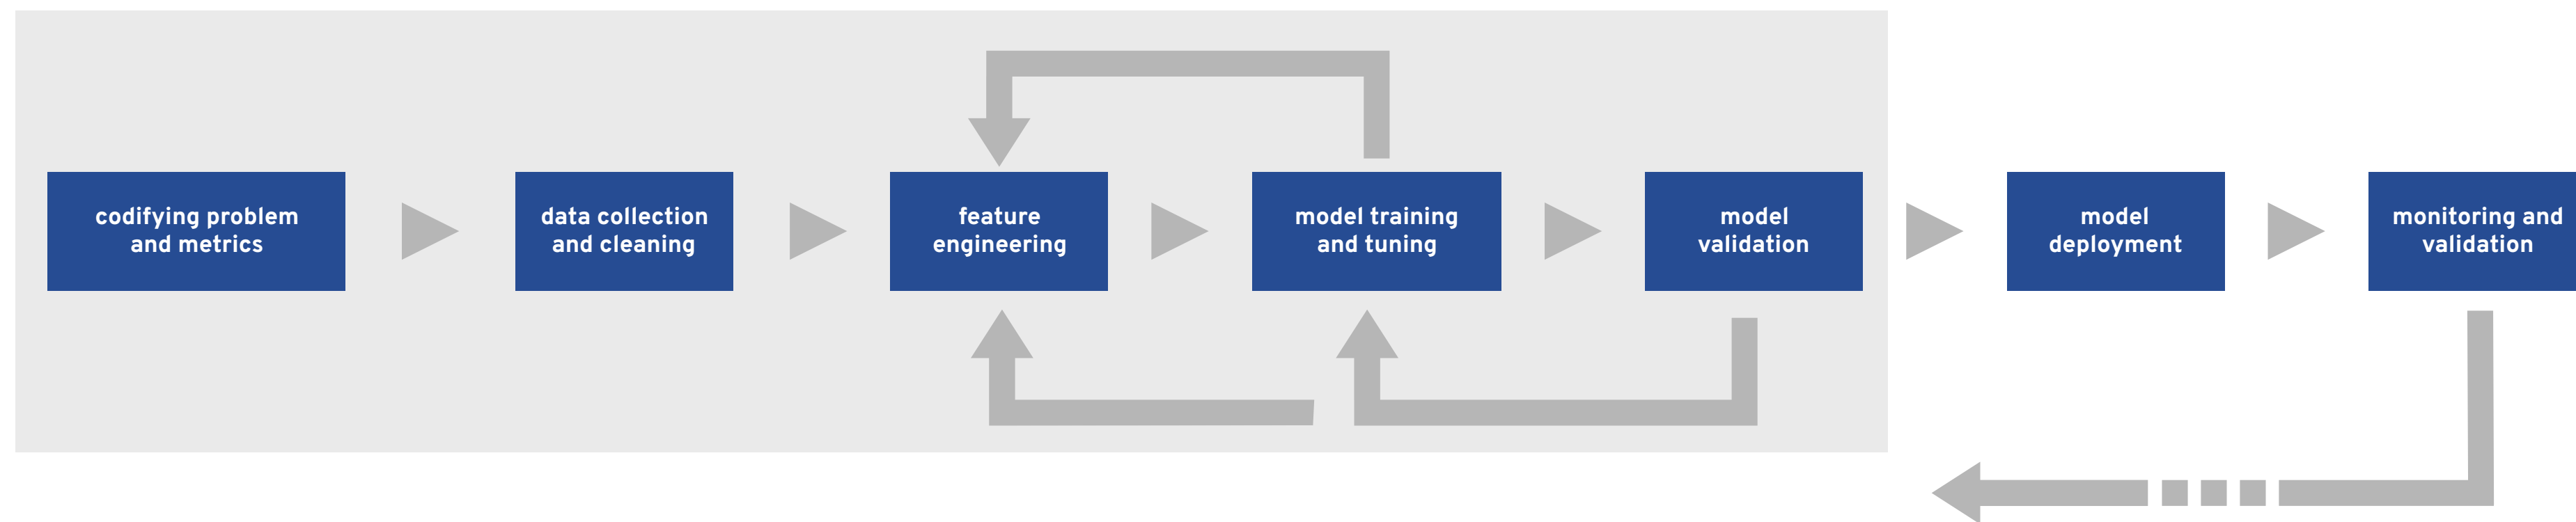 codifying problem
and metrics
data collection
and cleaning
feature
engineering
model training
and tuning
model
validation
model
deployment
monitoring and
validation